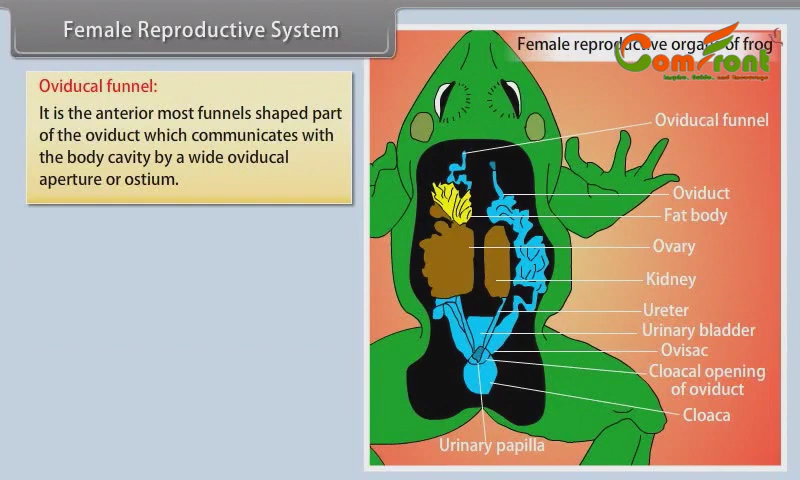 Female Reproductive System
Oviducal funnel:
It is the anterior most funnels shaped part
of the oviduct which communicates with
the body cavity by a wide oviducal
aperture or ostium.
Female reproductive organs of frog
ComFront
Oviducal funnel
Oviduct
Fat body
Ovary
Kidney
Ureter
Urinary bladder
Ovisac
Cloacal opening
of oviduct
Cloaca
Urinary papilla